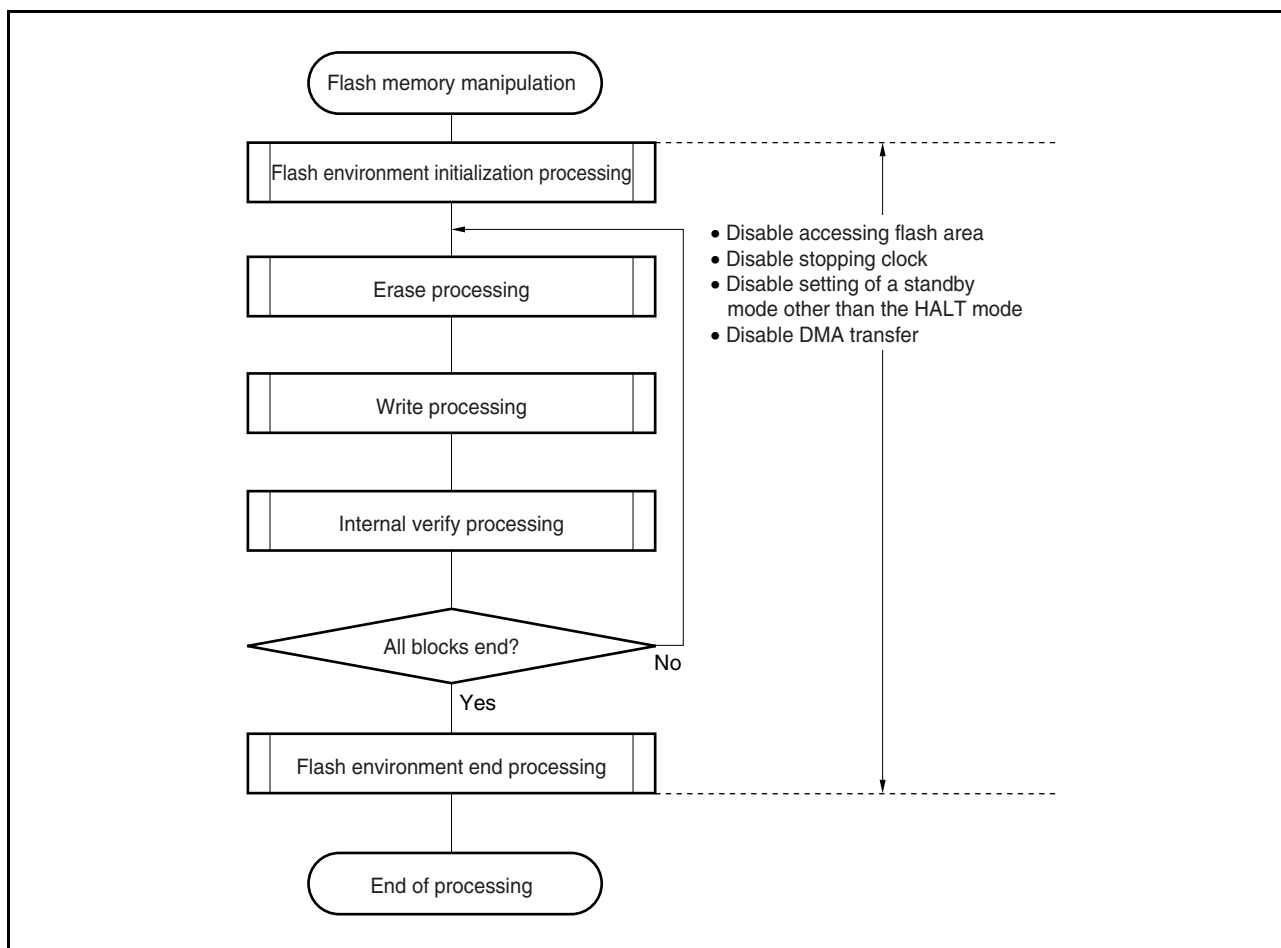 Flash memory manipulation
Flash environment initialization processing
• Disable accessing flash area
• Disable stopping clock
• Disable setting of a standby
mode other than the HALT mode
• Disable DMA transfer
Erase processing
Write processing
Internal verify processing
All blocks end?
No
Yes
Flash environment end processing
End of processing